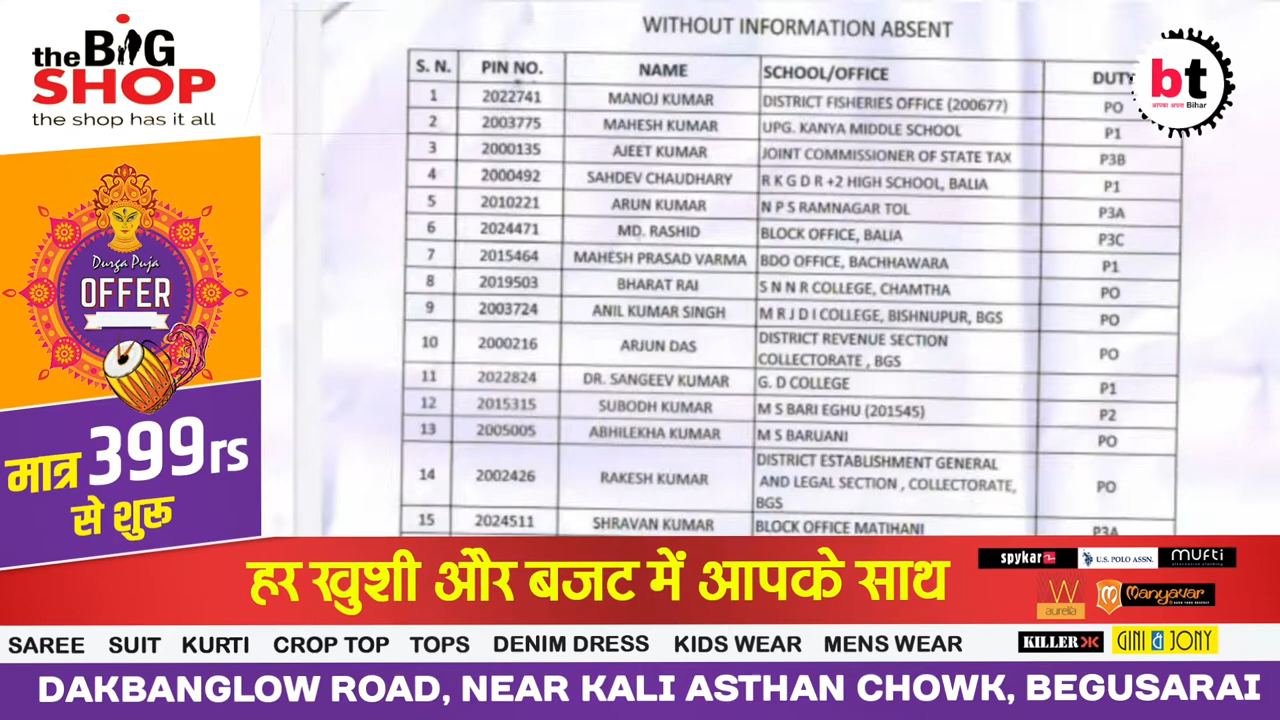 the BIG
SHOP
the shop has it all
Durga Puja
OFFER
मात्र 399rs
से शुरू
WITHOUT INFORMATION ABSENT
S. N. PIN NO. NAME SCHOOL/OFFICE DUTY
1 2022741 MANOJ KUMAR DISTRICT FISHERIES OFFICE (200677) PO
2 2003775 MAHESH KUMAR UPG. KANYA MIDDLE SCHOOL P1
3 2000135 AJEET KUMAR JOINT COMMISSIONER OF STATE TAX P3B
4 2000492 SAHDEV CHAUDHARY R K G D R +2 HIGH SCHOOL, BALIA P1
5 2010221 ARUN KUMAR N P S RAMNAGAR TOL P3A
6 2024471 MD. RASHID BLOCK OFFICE, BALIA P3C
7 2015464 MAHESH PRASAD VARMA BDO OFFICE, BACHHAWARA P1
8 2019503 BHARAT RAI S N N R COLLEGE, CHAMTHA PO
9 2003724 ANIL KUMAR SINGH M R J D I COLLEGE, BISHNUPUR, BGS PO
10 2000216 ARJUN DAS DISTRICT REVENUE SECTION
COLLECTORATE , BGS PO
11 2022824 DR. SANGEEV KUMAR G. D COLLEGE P1
12 2015315 SUBODH KUMAR M S BARI EGHU (201545) P2
13 2005005 ABHILEKHA KUMAR M S BARUANI PO
14 2002426 RAKESH KUMAR DISTRICT ESTABLISHMENT GENERAL
AND LEGAL SECTION , COLLECTORATE,
BGS PO
15 2024511 SHRAVAN KUMAR BLOCK OFFICE MATIHANI P3A
bt
आपका अपना Bihar
हर खुशी और बजट में आपके साथ
spykar
U.S. POLO ASSN.
mufti
aurelia
Manyavar
KILLER
GINI & JONY
SAREE SUIT KURTI CROP TOP TOPS DENIM DRESS KIDS WEAR MENS WEAR
DAKBANGLOW ROAD, NEAR KALI ASTHAN CHOWK, BEGUSARAI